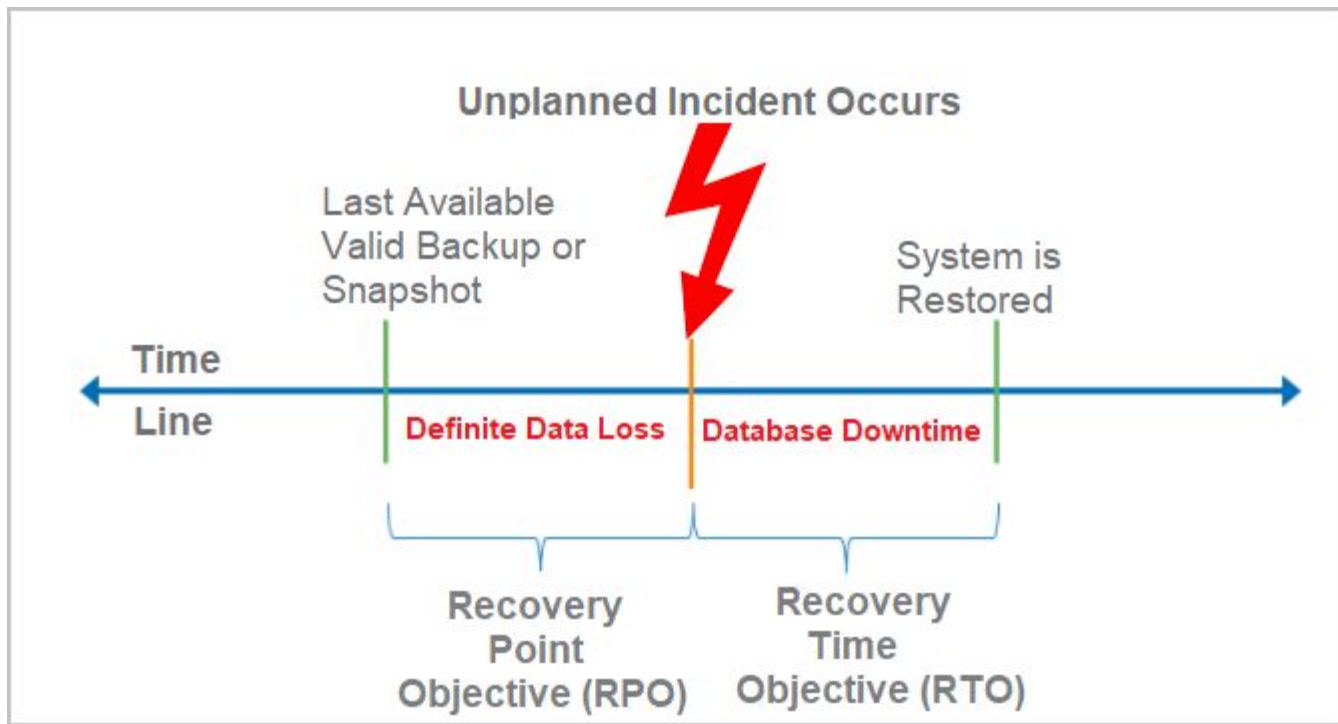 Unplanned Incident Occurs
Last Available
Valid Backup or
Snapshot
System is
Restored
Time
Line
Definite Data Loss
Database Downtime
Recovery
Point
Objective (RPO)
Recovery
Time
Objective (RTO)